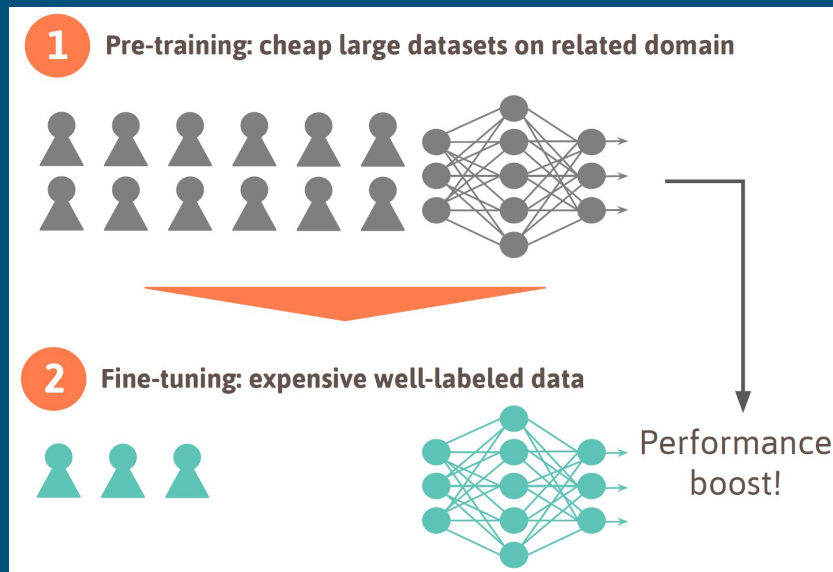 1
Pre-training: cheap large datasets on related domain
2
Fine-tuning: expensive well-labeled data
Performance
boost!